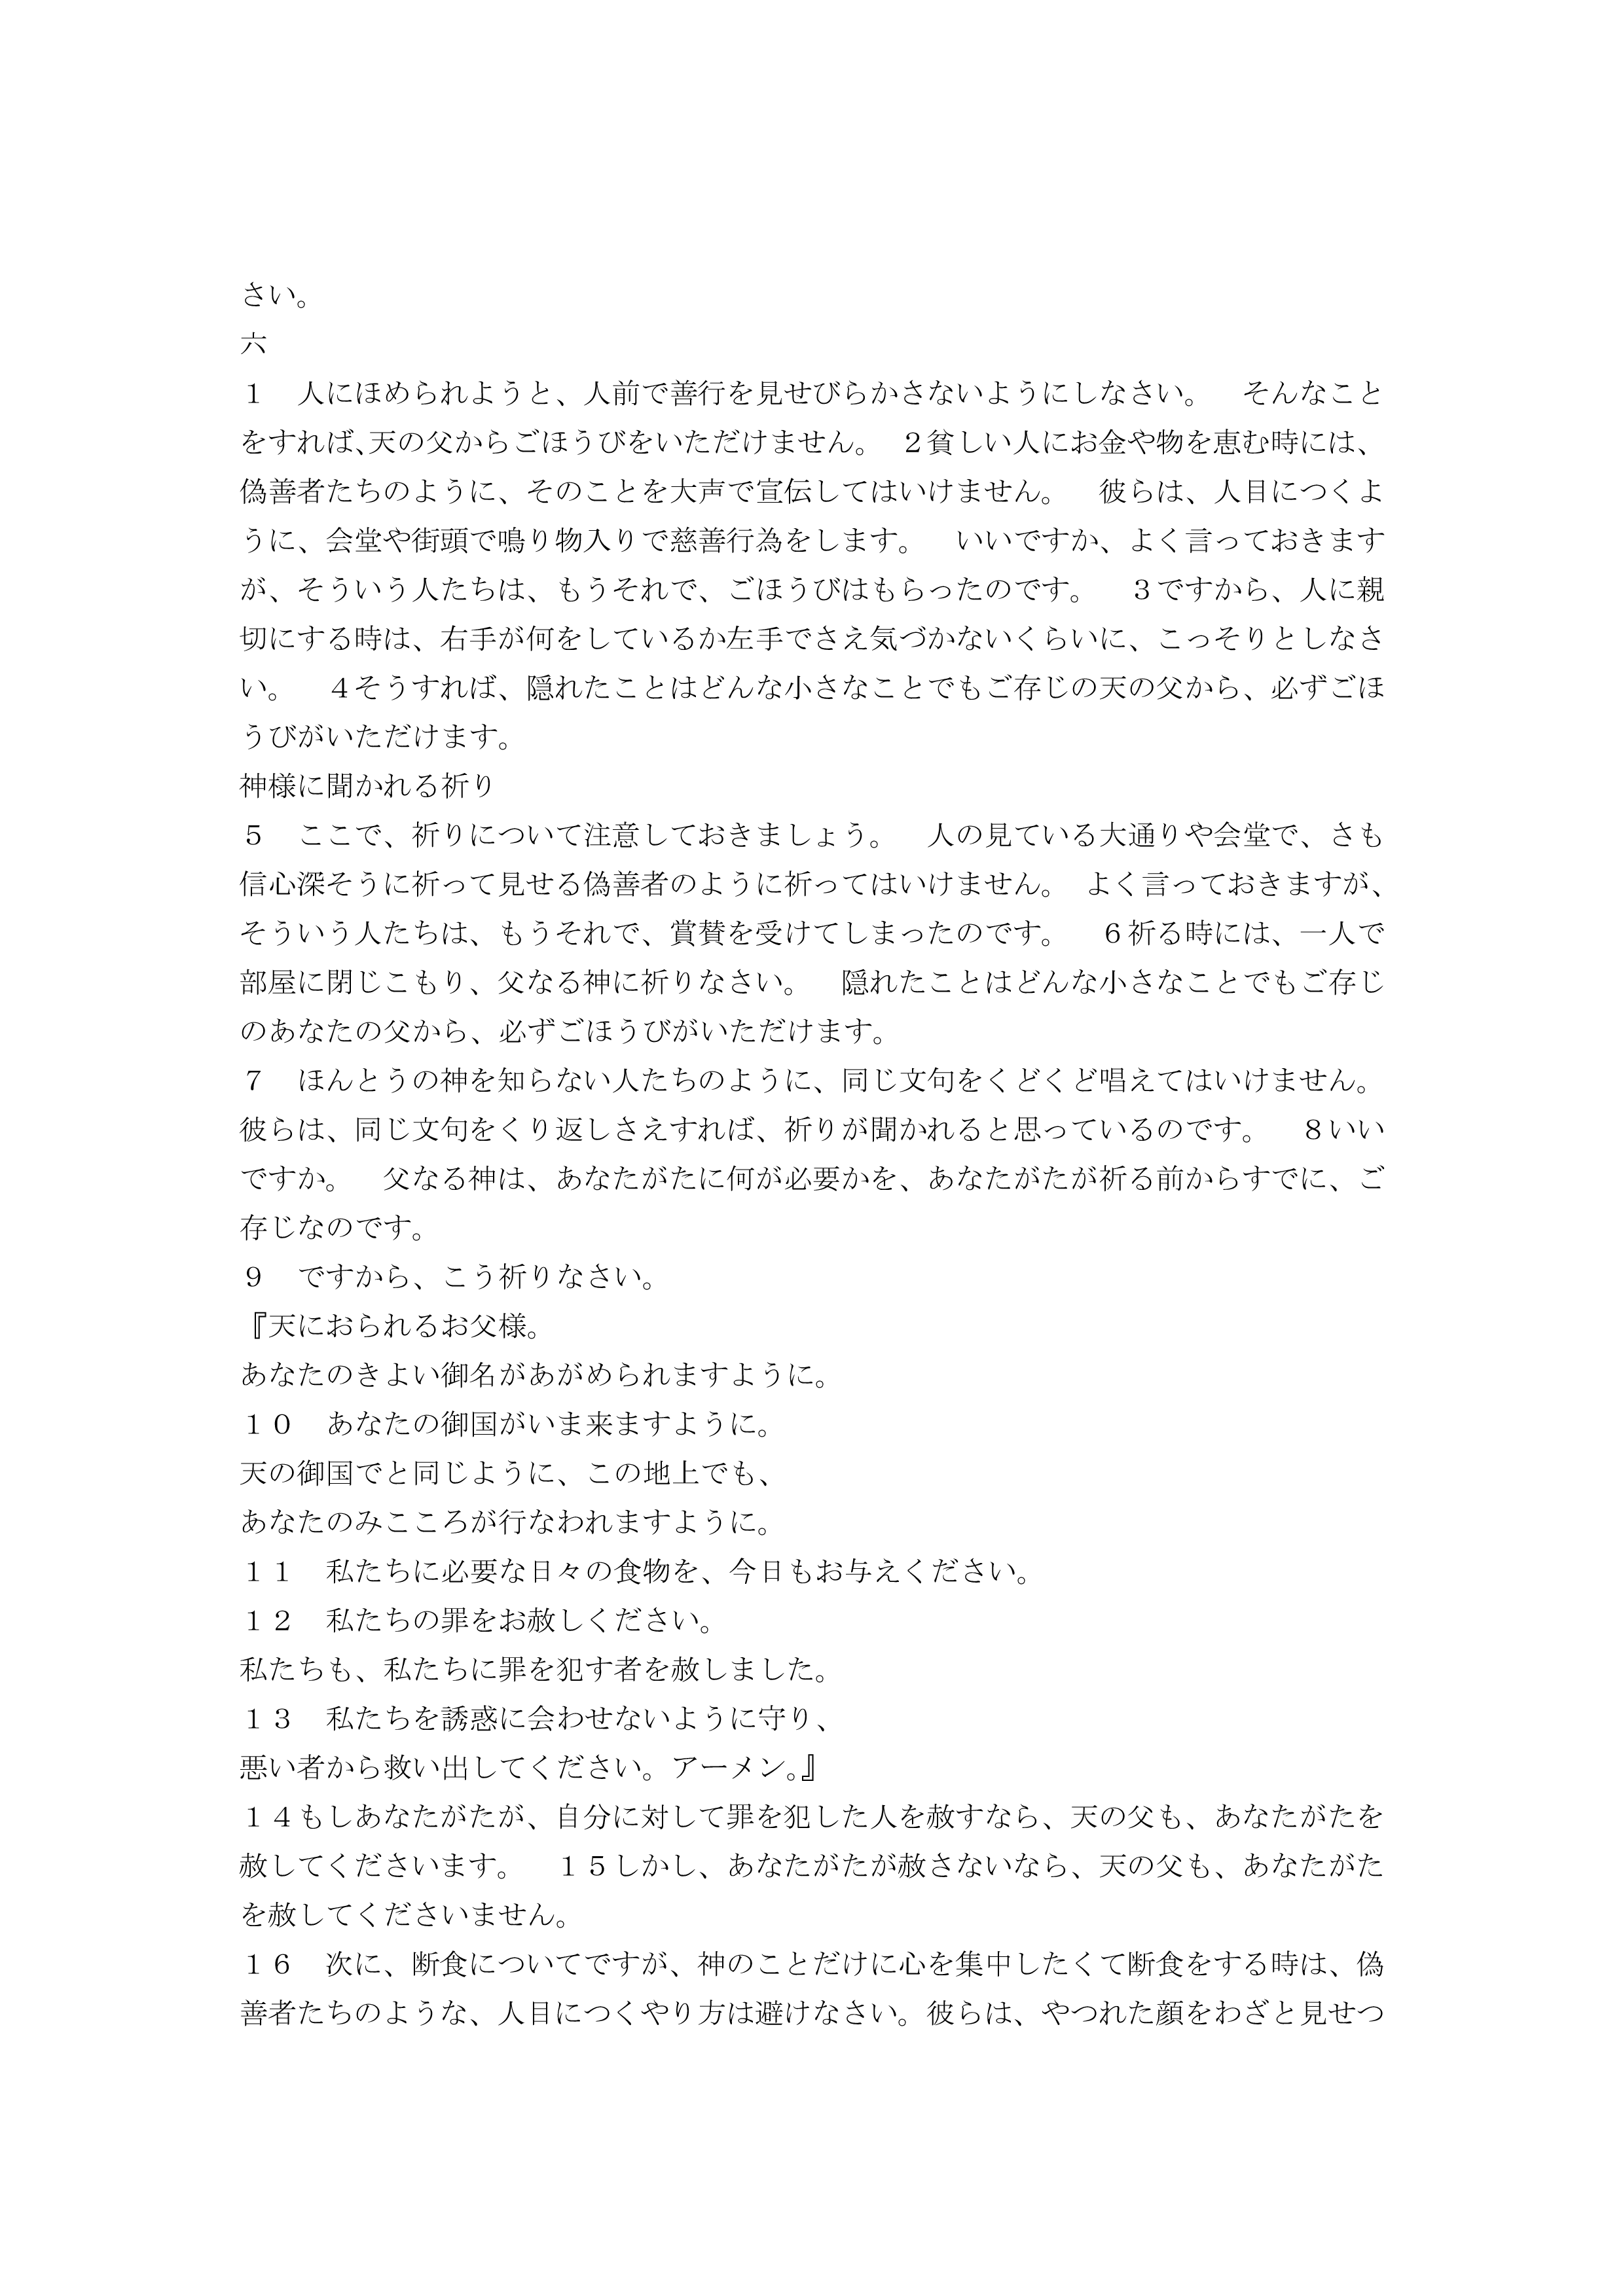 さい。
六
１　人にほめられようと、人前で善行を見せびらかさないようにしなさい。　そんなこと
をすれば、天の父からごほうびをいただけません。　２貧しい人にお金や物を恵む時には、
偽善者たちのように、そのことを大声で宣伝してはいけません。　彼らは、人目につくよ
うに、会堂や街頭で鳴り物入りで慈善行為をします。　いいですか、よく言っておきます
が、そういう人たちは、もうそれで、ごほうびはもらったのです。　３ですから、人に親
切にする時は、右手が何をしているか左手でさえ気づかないくらいに、こっそりとしなさ
い。　４そうすれば、隠れたことはどんな小さなことでもご存じの天の父から、必ずごほ
うびがいただけます。
神様に聞かれる祈り
５　ここで、祈りについて注意しておきましょう。　人の見ている大通りや会堂で、さも
信心深そうに祈って見せる偽善者のように祈ってはいけません。　よく言っておきますが、
そういう人たちは、もうそれで、賞賛を受けてしまったのです。　６祈る時には、一人で
部屋に閉じこもり、父なる神に祈りなさい。　隠れたことはどんな小さなことでもご存じ
のあなたの父から、必ずごほうびがいただけます。
７　ほんとうの神を知らない人たちのように、同じ文句をくどくど唱えてはいけません。
彼らは、同じ文句をくり返しさえすれば、祈りが聞かれると思っているのです。　８いい
ですか。　父なる神は、あなたがたに何が必要かを、あなたがたが祈る前からすでに、ご
存じなのです。
９　ですから、こう祈りなさい。
『天におられるお父様。
あなたのきよい御名があがめられますように。
１０　あなたの御国がいま来ますように。
天の御国でと同じように、この地上でも、
あなたのみこころが行なわれますように。
１１　私たちに必要な日々の食物を、今日もお与えください。
１２　私たちの罪をお赦しください。
私たちも、私たちに罪を犯す者を赦しました。
１３　私たちを誘惑に会わせないように守り、
悪い者から救い出してください。アーメン。』
１４もしあなたがたが、自分に対して罪を犯した人を赦すなら、天の父も、あなたがたを
赦してくださいます。　１５しかし、あなたがたが赦さないなら、天の父も、あなたがた
を赦してくださいません。
１６　次に、断食についてですが、神のことだけに心を集中したくて断食をする時は、偽
善者たちのような、人目につくやり方は避けなさい。彼らは、やつれた顔をわざと見せつ